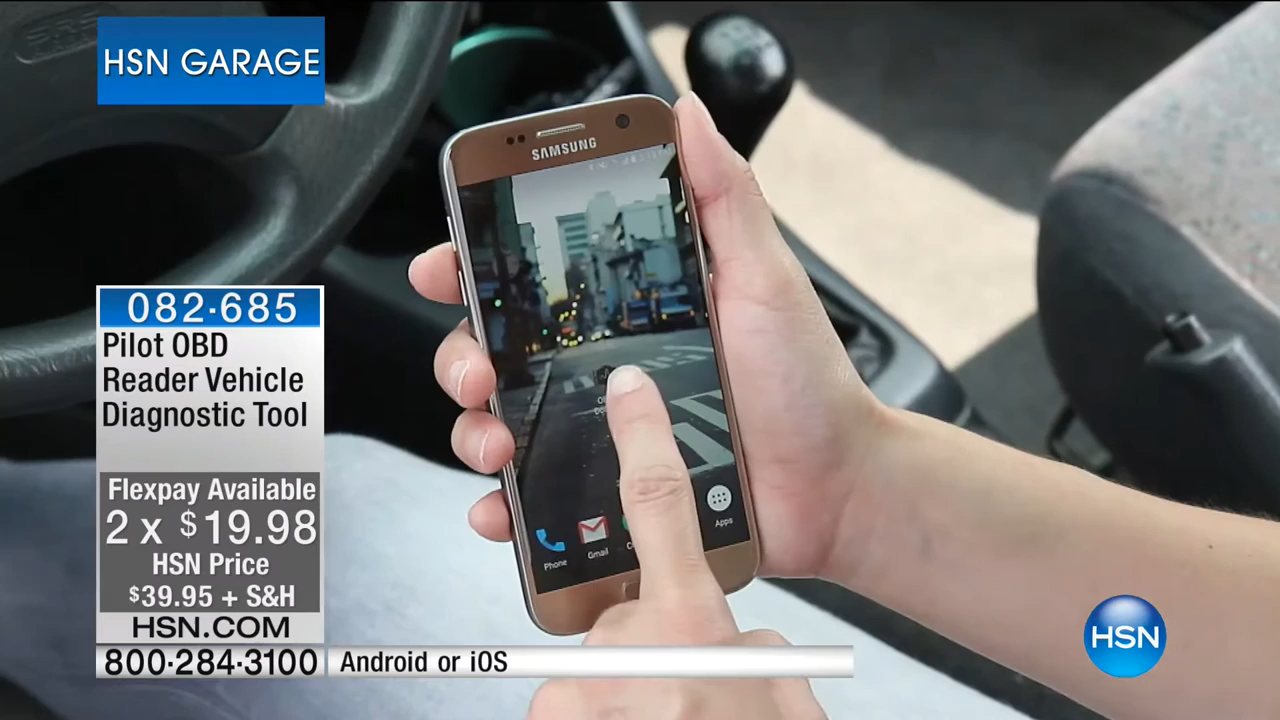 HSN GARAGE
082-685
Pilot OBD
Reader Vehicle
Diagnostic Tool
Flexpay Available
2 x $19.98
HSN Price
$39.95 + S&H
HSN.COM
800-284-3100
Android or iOS
SAMSUNG
Phone
Gmail
Apps
HSN